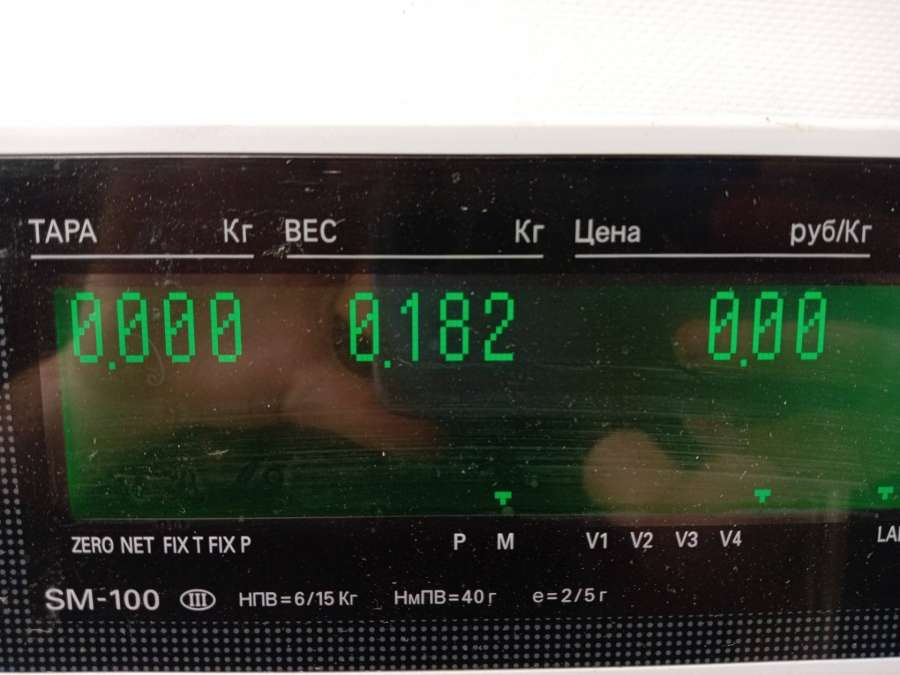 ТАРА Кг ВЕС Кг Цена руб/Кг
0.000 0.182 0.00
ZERO NET FIX T FIX P P M V1 V2 V3 V4
SM-100 III НПВ=6/15 Кг НмПВ=40 г е=2/5 г